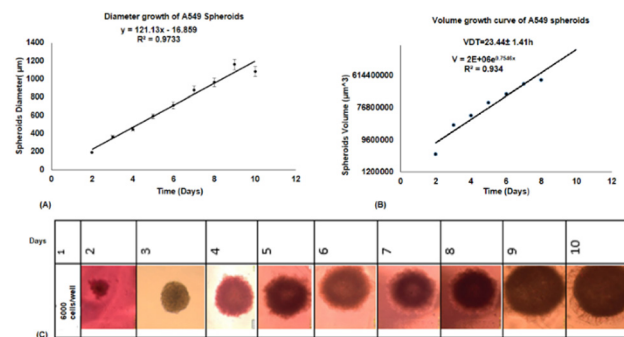 Diameter growth of A549 Spheroids
y = 121.13x - 16.859
R² = 0.9733
Spheroids Diameter( µm)
1400
1200
1000
800
600
400
200
0
0 2 4 6 8 10 12
Time (Days)
(A)
Volume growth curve of A549 spheroids
VDT=23.44± 1.41h
R² = 0.934
Spheroids Volume (µm^3)
614400000
76800000
9600000
1200000
0 2 4 6 8 10 12
Time (Days)
(B)
Days 1 2 3 4 5 6 7 8 9 10
6000
cells/well
(C)